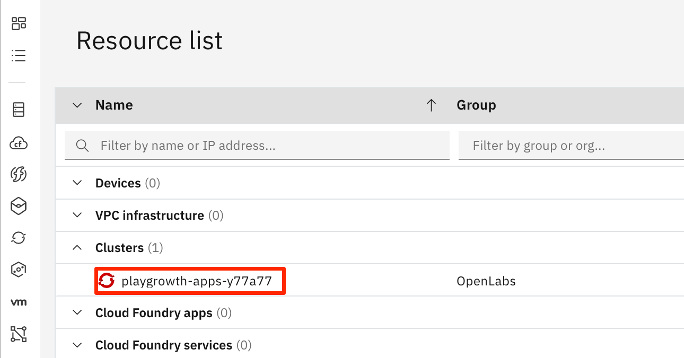 Resource list
Name Group
Filter by name or IP address... Filter by group or org...
Devices (0)
VPC infrastructure (0)
Clusters (1)
playgrowth-apps-y77a77 OpenLabs
Cloud Foundry apps (0)
Cloud Foundry services (0)
cf
vm